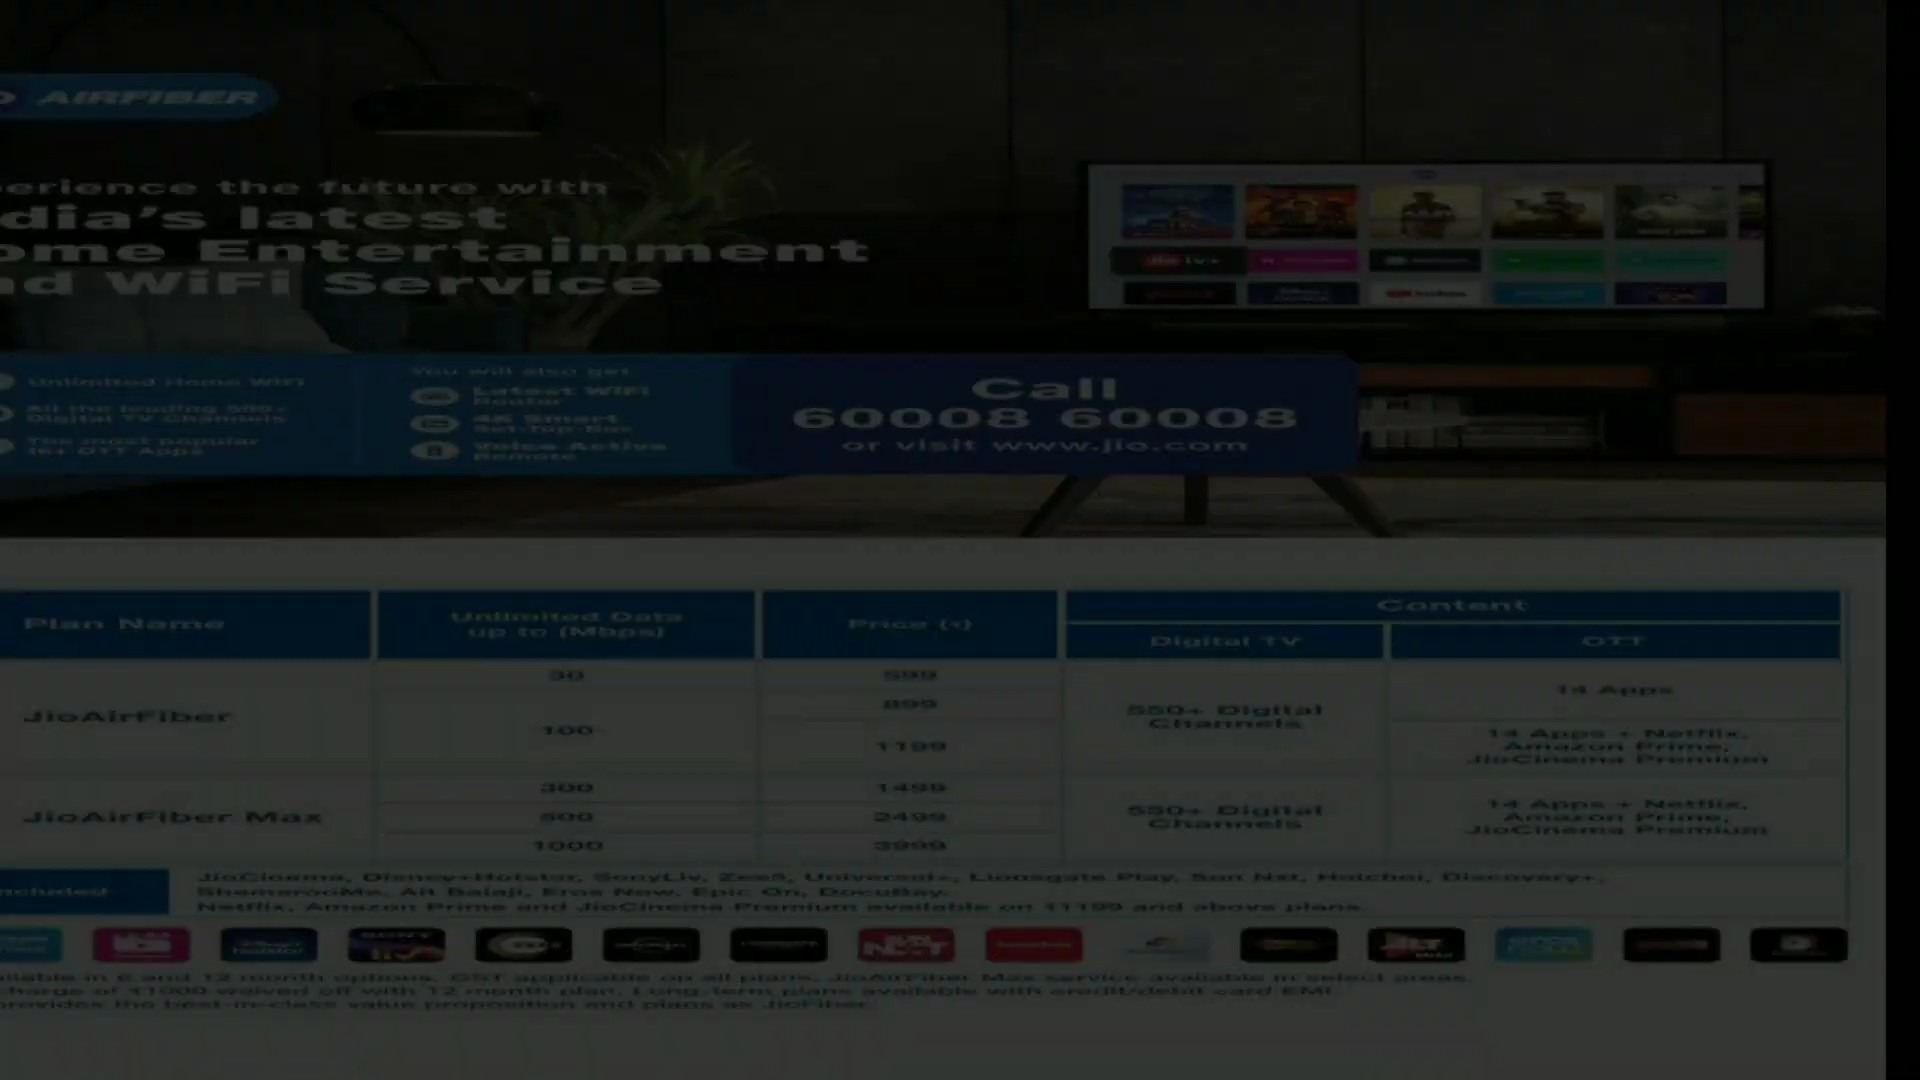 AIRFIBER
erience the future with
dia's latest
ome Entertainment
nd WiFi Service
Unlimited Home WiFi
All the leading 550+
Digital TV Channels
The most popular
16+ OTT Apps
You will also get
Latest WiFi
Router
4K Smart
Set-Top Box
Voice Active
Remote
Call
60008 60008
or visit www.jio.com
Plan Name
Unlimited Data
up to (Mbps)
Price (₹)
Content
Digital TV
OTT
JioAirFiber
30
599
550+ Digital
Channels
14 Apps
100
899
1199
14 Apps + Netflix,
Amazon Prime,
JioCinema Premium
JioAirFiber Max
300
1499
550+ Digital
Channels
14 Apps + Netflix,
Amazon Prime,
JioCinema Premium
500
2499
1000
3999
ncluded
JioCinema, Disney+Hotstar, SonyLiv, Zee5, Universal+, Lionsgate Play, Sun Nxt, Hoichoi, Discovery+,
ShemarooMe, Alt Balaji, Eros Now, Epic On, DocuBay.
Netflix, Amazon Prime and JioCinema Premium available on ₹1199 and above plans.
ilable in 6 and 12 month options. GST applicable on all plans. JioAirFiber Max service available in select areas.
charge of ₹1000 waived off with 12 month plan. Long-term plans available with credit/debit card EMI
provides the best-in-class value proposition and plans as JioFiber